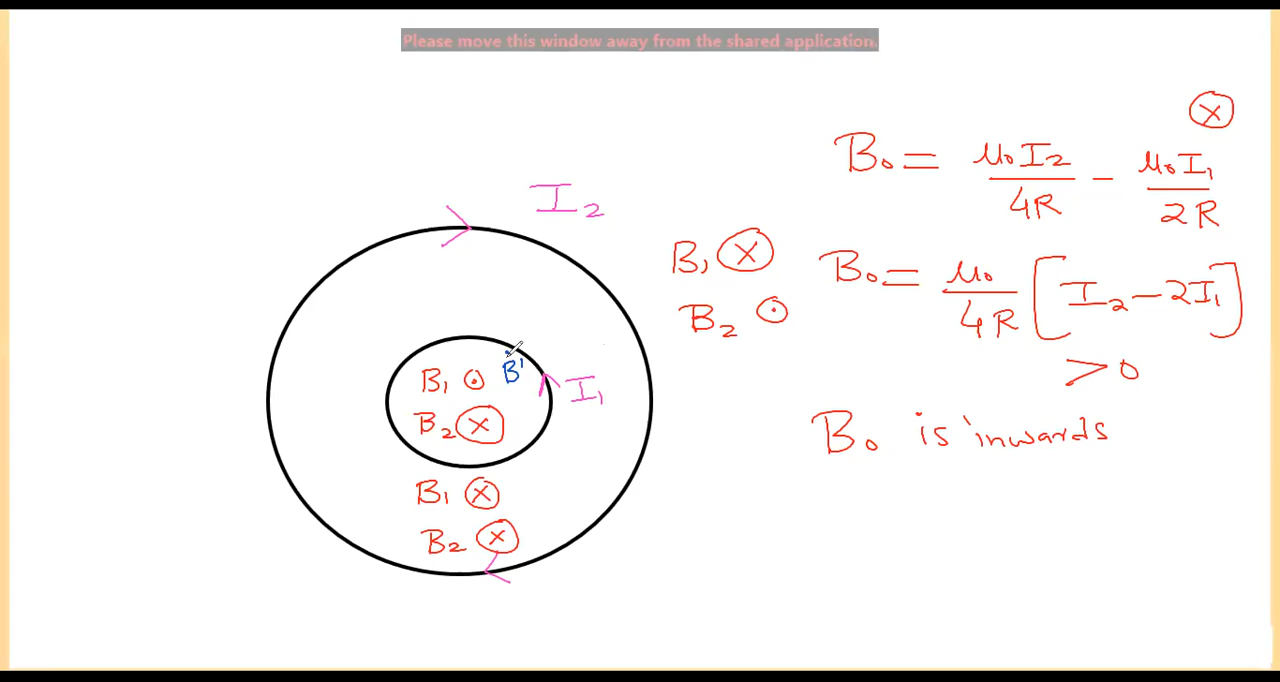 Please move this window away from the shared application.
I₂
B₁ ⊙ B'
B₂ ⊗
I₁
B₁ ⊗
B₂ ⊗
B₁ ⊗
B₂ ⊙
⊗
B₀ = μ₀I₂/4R − μ₀I₁/2R
B₀ = μ₀/4R [I₂ − 2I₁]
> 0
B₀ is inwards